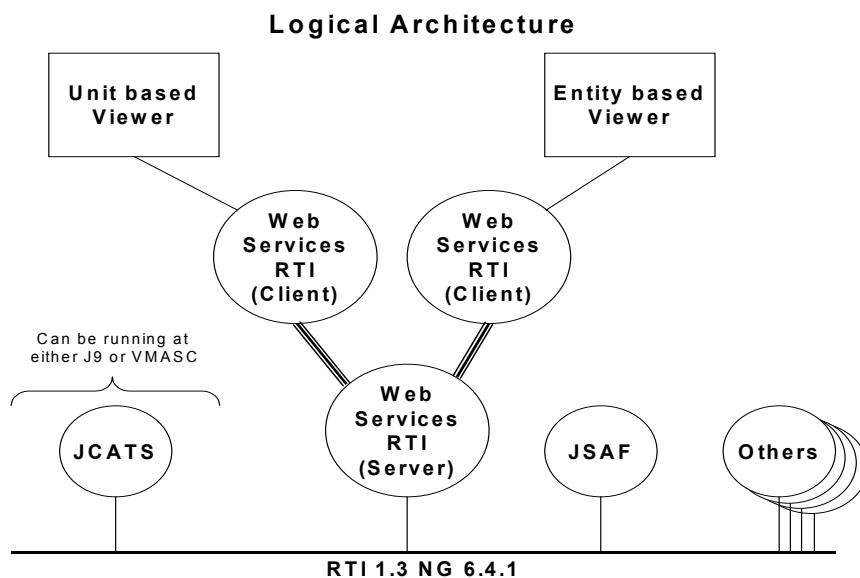 Logical Architecture
Unit based
Viewer
Entity based
Viewer
Web
Services
RTI
(Client)
Web
Services
RTI
(Client)
Can be running at
either J9 or VMASC
JCATS
Web
Services
RTI
(Server)
JSAF
Others
RTI 1.3 NG 6.4.1